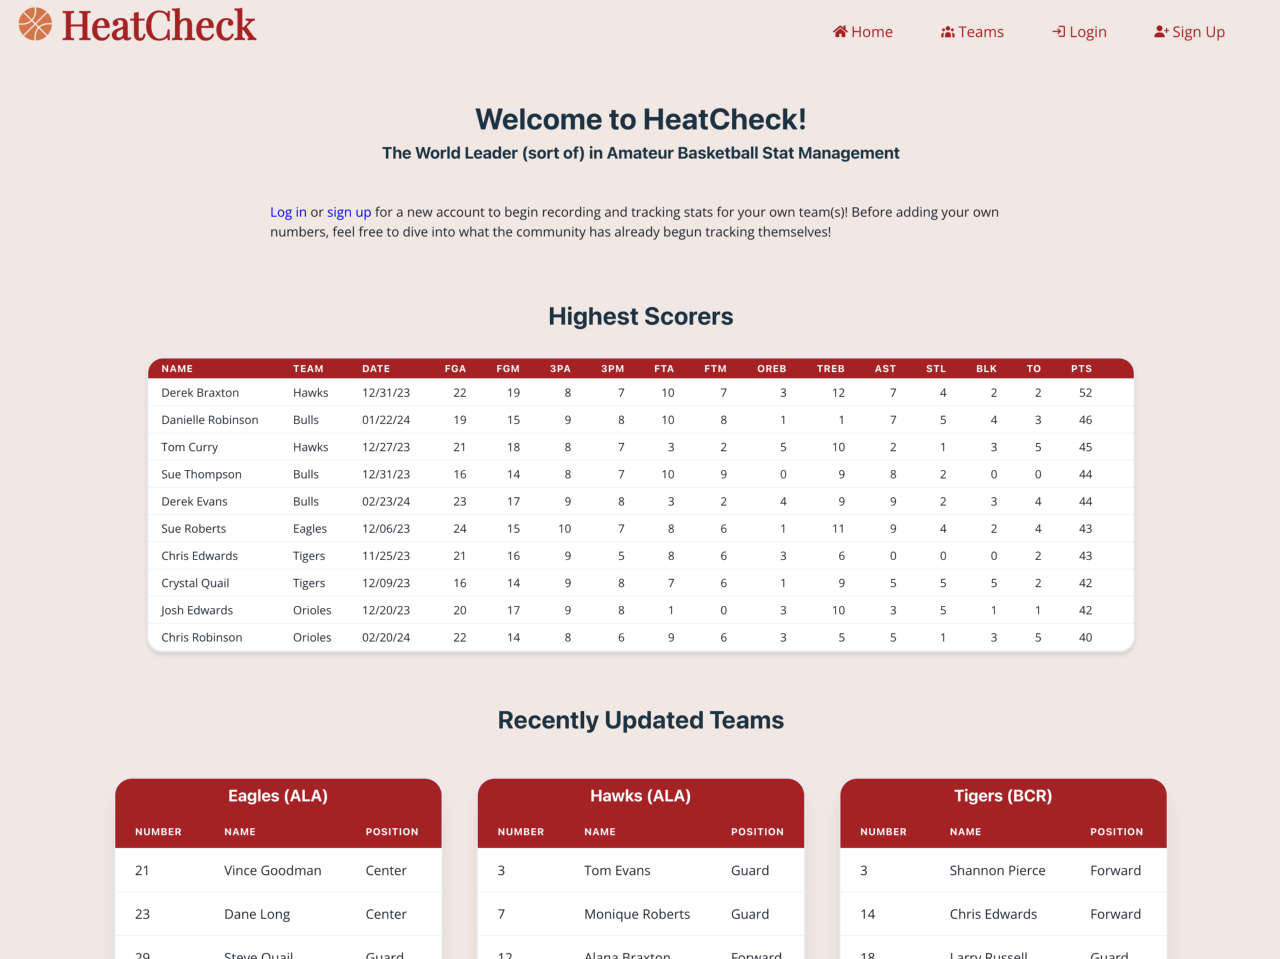 HeatCheck
Home Teams Login Sign Up
Welcome to HeatCheck!
The World Leader (sort of) in Amateur Basketball Stat Management
Log in or sign up for a new account to begin recording and tracking stats for your own team(s)! Before adding your own
numbers, feel free to dive into what the community has already begun tracking themselves!
Highest Scorers
NAME TEAM DATE FGA FGM 3PA 3PM FTA FTM OREB TREB AST STL BLK TO PTS
Derek Braxton Hawks 12/31/23 22 19 8 7 10 7 3 12 7 4 2 2 52
Danielle Robinson Bulls 01/22/24 19 15 9 8 10 8 1 1 7 5 4 3 46
Tom Curry Hawks 12/27/23 21 18 8 7 3 2 5 10 2 1 3 5 45
Sue Thompson Bulls 12/31/23 16 14 8 7 10 9 0 9 8 2 0 0 44
Derek Evans Bulls 02/23/24 23 17 9 8 3 2 4 9 9 2 3 4 44
Sue Roberts Eagles 12/06/23 24 15 10 7 8 6 1 11 9 4 2 4 43
Chris Edwards Tigers 11/25/23 21 16 9 5 8 6 3 6 0 0 0 2 43
Crystal Quail Tigers 12/09/23 16 14 9 8 7 6 1 9 5 5 5 2 42
Josh Edwards Orioles 12/20/23 20 17 9 8 1 0 3 10 3 5 1 1 42
Chris Robinson Orioles 02/20/24 22 14 8 6 9 6 3 5 5 1 3 5 40
Recently Updated Teams
Eagles (ALA)
NUMBER NAME POSITION
21 Vince Goodman Center
23 Dane Long Center
29 Steve Quail Guard
Hawks (ALA)
NUMBER NAME POSITION
3 Tom Evans Guard
7 Monique Roberts Guard
12 Alana Braxton Forward
Tigers (BCR)
NUMBER NAME POSITION
3 Shannon Pierce Forward
14 Chris Edwards Forward
18 Larry Russell Guard